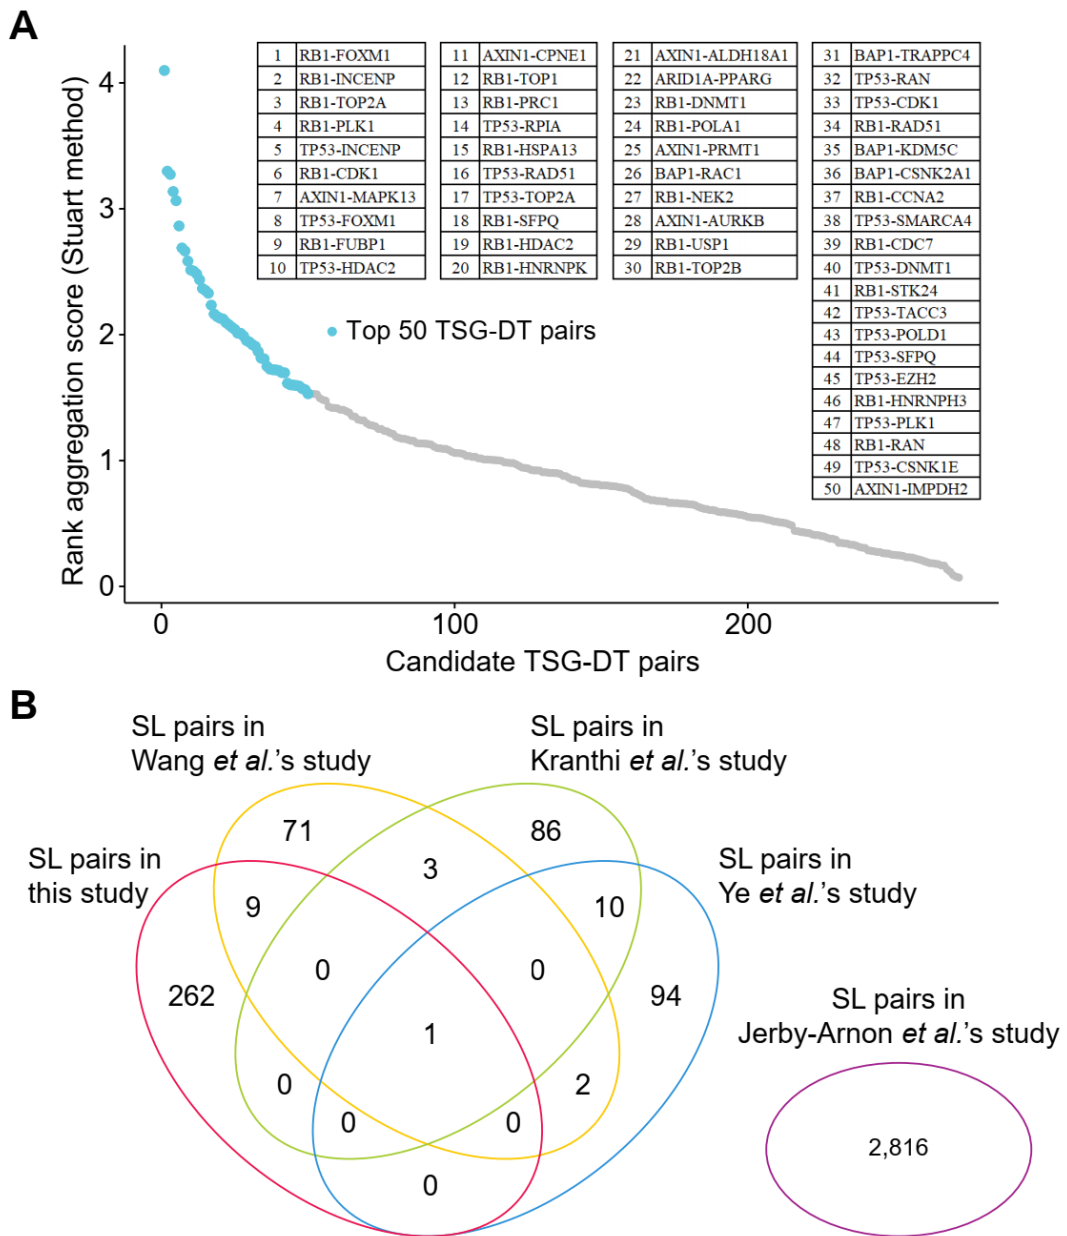 A
Rank aggregation score (Stuart method)
4
3
2
1
0
0
100
200
Candidate TSG-DT pairs
Top 50 TSG-DT pairs
1 RB1-FOXM1
2 RB1-INCENP
3 RB1-TOP2A
4 RB1-PLK1
5 TP53-INCENP
6 RB1-CDK1
7 AXIN1-MAPK13
8 TP53-FOXM1
9 RB1-FUBP1
10 TP53-HDAC2
11 AXIN1-CPNE1
12 RB1-TOP1
13 RB1-PRC1
14 TP53-RPIA
15 RB1-HSPA13
16 TP53-RAD51
17 TP53-TOP2A
18 RB1-SFPQ
19 RB1-HDAC2
20 RB1-HNRNPK
21 AXIN1-ALDH18A1
22 ARID1A-PPARG
23 RB1-DNMT1
24 RB1-POLA1
25 AXIN1-PRMT1
26 BAP1-RAC1
27 RB1-NEK2
28 AXIN1-AURKB
29 RB1-USP1
30 RB1-TOP2B
31 BAP1-TRAPPC4
32 TP53-RAN
33 TP53-CDK1
34 RB1-RAD51
35 BAP1-KDM5C
36 BAP1-CSNK2A1
37 RB1-CCNA2
38 TP53-SMARCA4
39 RB1-CDC7
40 TP53-DNMT1
41 RB1-STK24
42 TP53-TACC3
43 TP53-POLD1
44 TP53-SFPQ
45 TP53-EZH2
46 RB1-HNRNPH3
47 TP53-PLK1
48 RB1-RAN
49 TP53-CSNK1E
50 AXIN1-IMPDH2
B
SL pairs in
Wang et al.'s study
SL pairs in
Kranthi et al.'s study
SL pairs in
this study
SL pairs in
Ye et al.'s study
71
86
3
9
10
0
0
262
94
1
0
2
0
0
0
SL pairs in
Jerby-Arnon et al.'s study
2,816